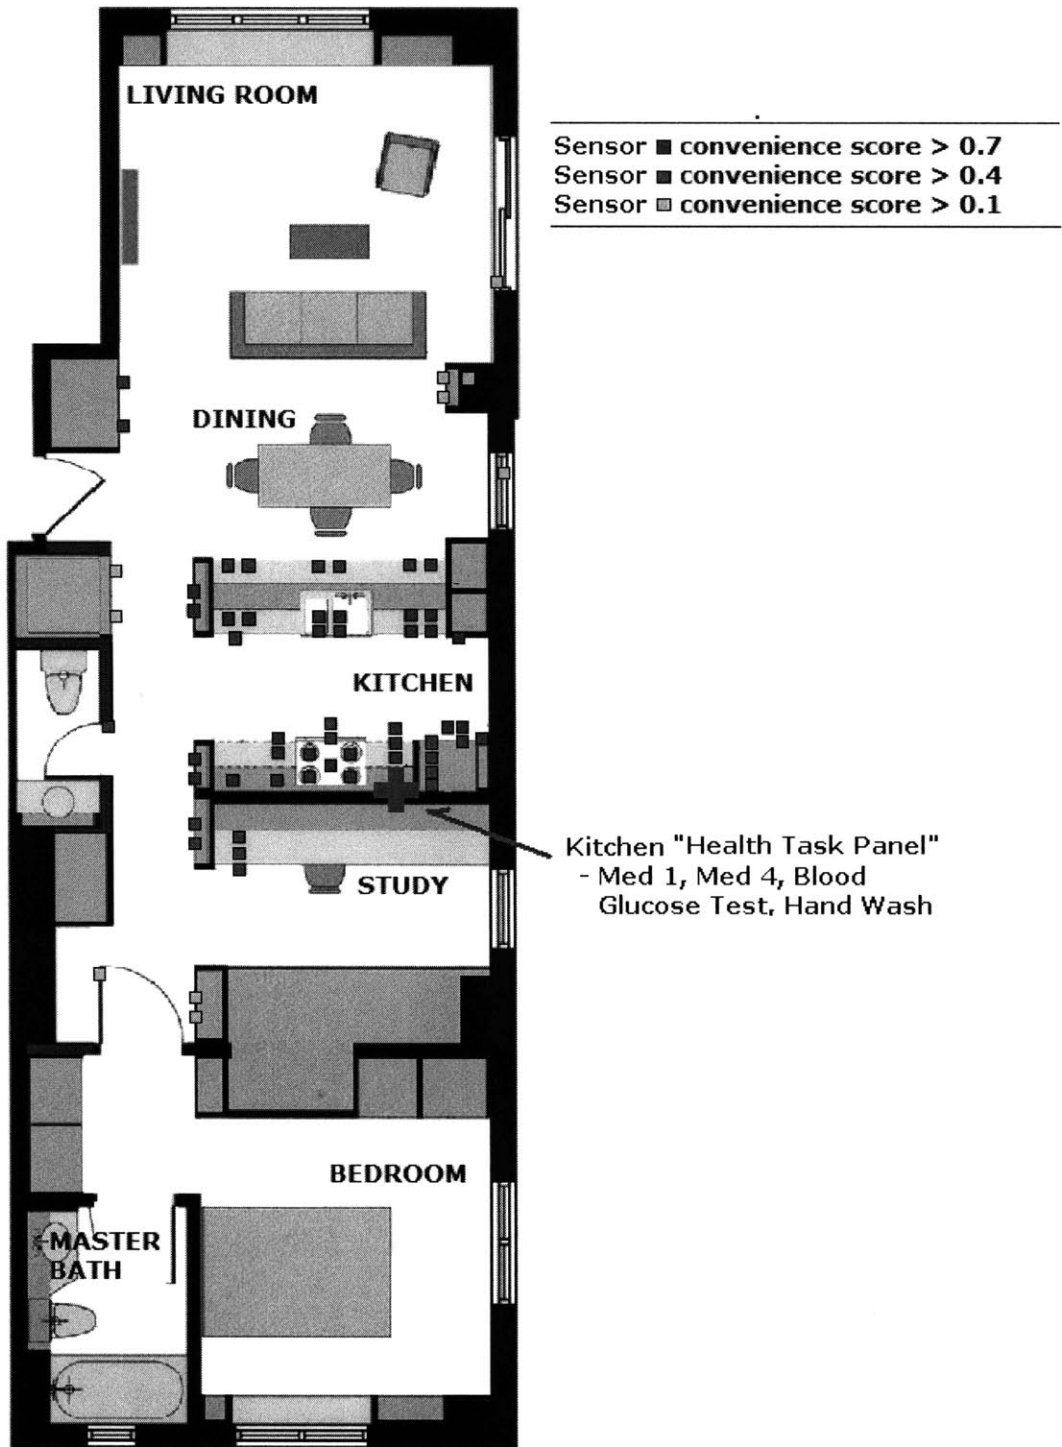 LIVING ROOM
Sensor ■ convenience score > 0.7
Sensor ■ convenience score > 0.4
Sensor ■ convenience score > 0.1
DINING
KITCHEN
Kitchen "Health Task Panel"
- Med 1, Med 4, Blood
Glucose Test, Hand Wash
STUDY
BEDROOM
MASTER
BATH